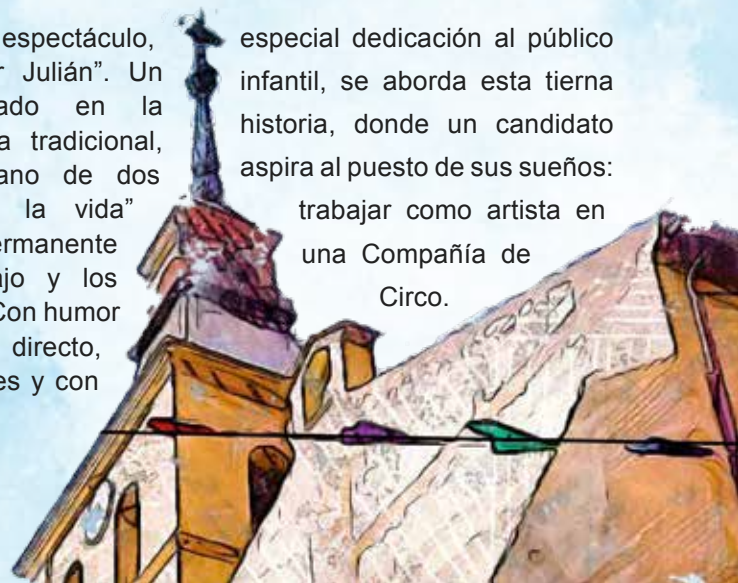 espectáculo,
Julián”. Un
en la
tradicional,
de dos
la vida”
y los
Con humor
directo,
y con
especial dedicación al público
infantil, se aborda esta tierna
historia, donde un candidato
aspira al puesto de sus sueños:
trabajar como artista en
una Compañía de
Circo.